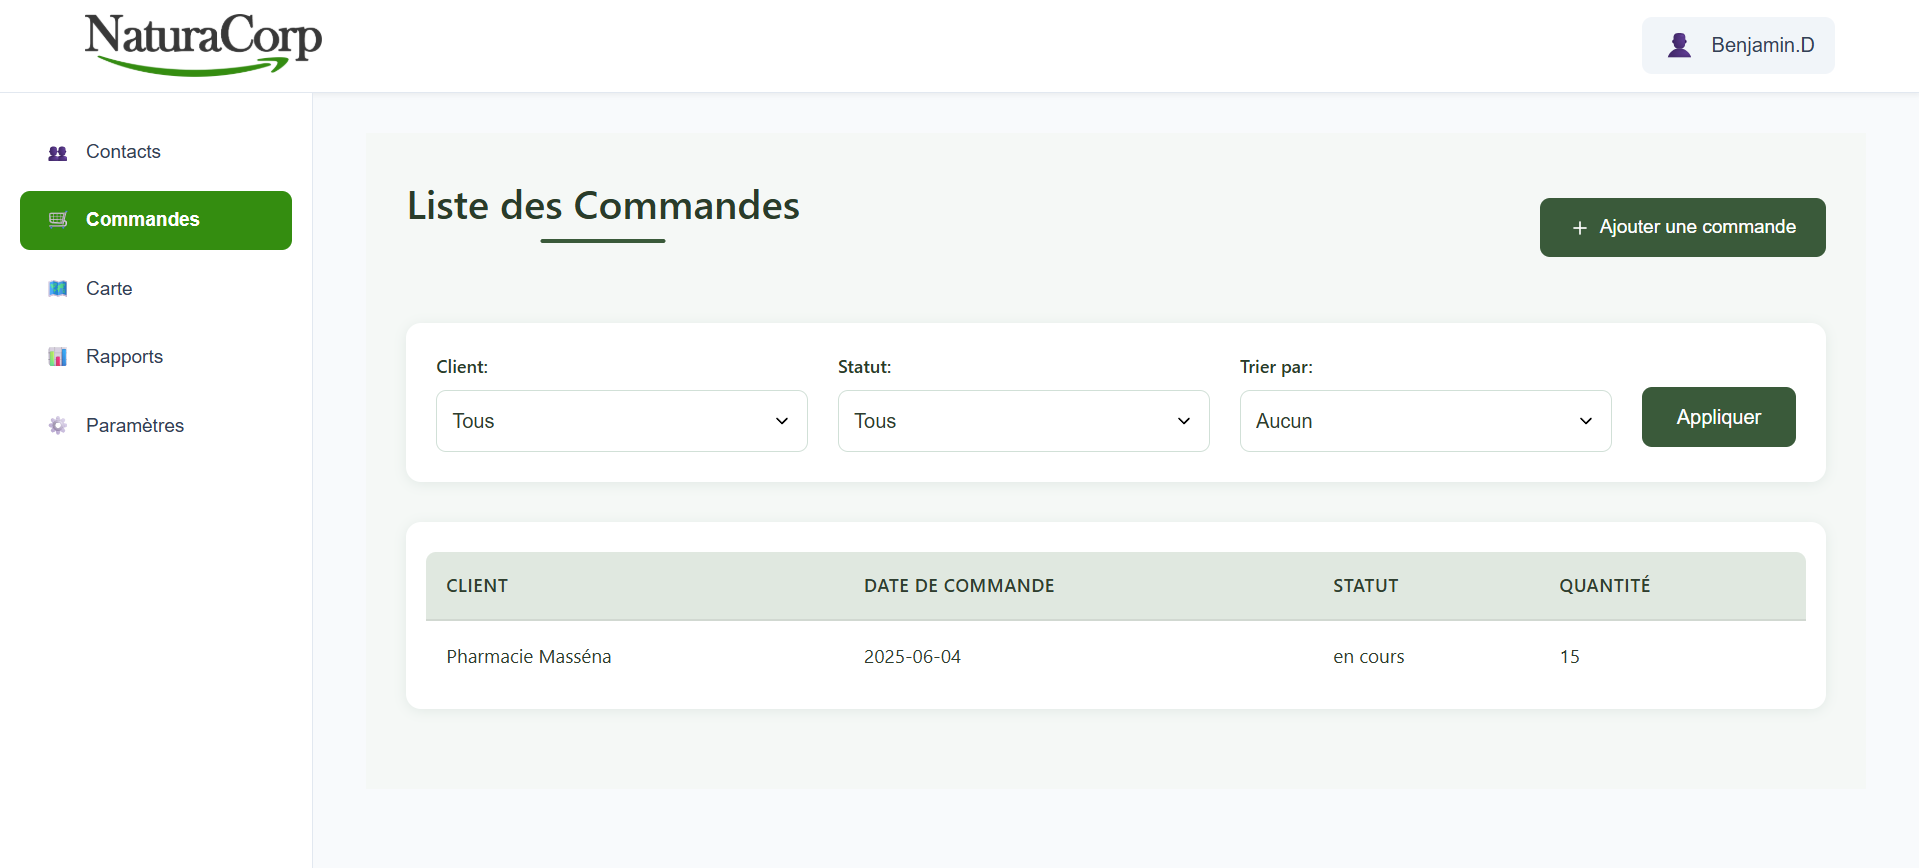 NaturaCorp
Benjamin.D
Contacts
Commandes
Carte
Rapports
Paramètres
Liste des Commandes
+ Ajouter une commande
Client:
Statut:
Trier par:
Tous
Tous
Aucun
Appliquer
CLIENT DATE DE COMMANDE STATUT QUANTITÉ
Pharmacie Masséna 2025-06-04 en cours 15